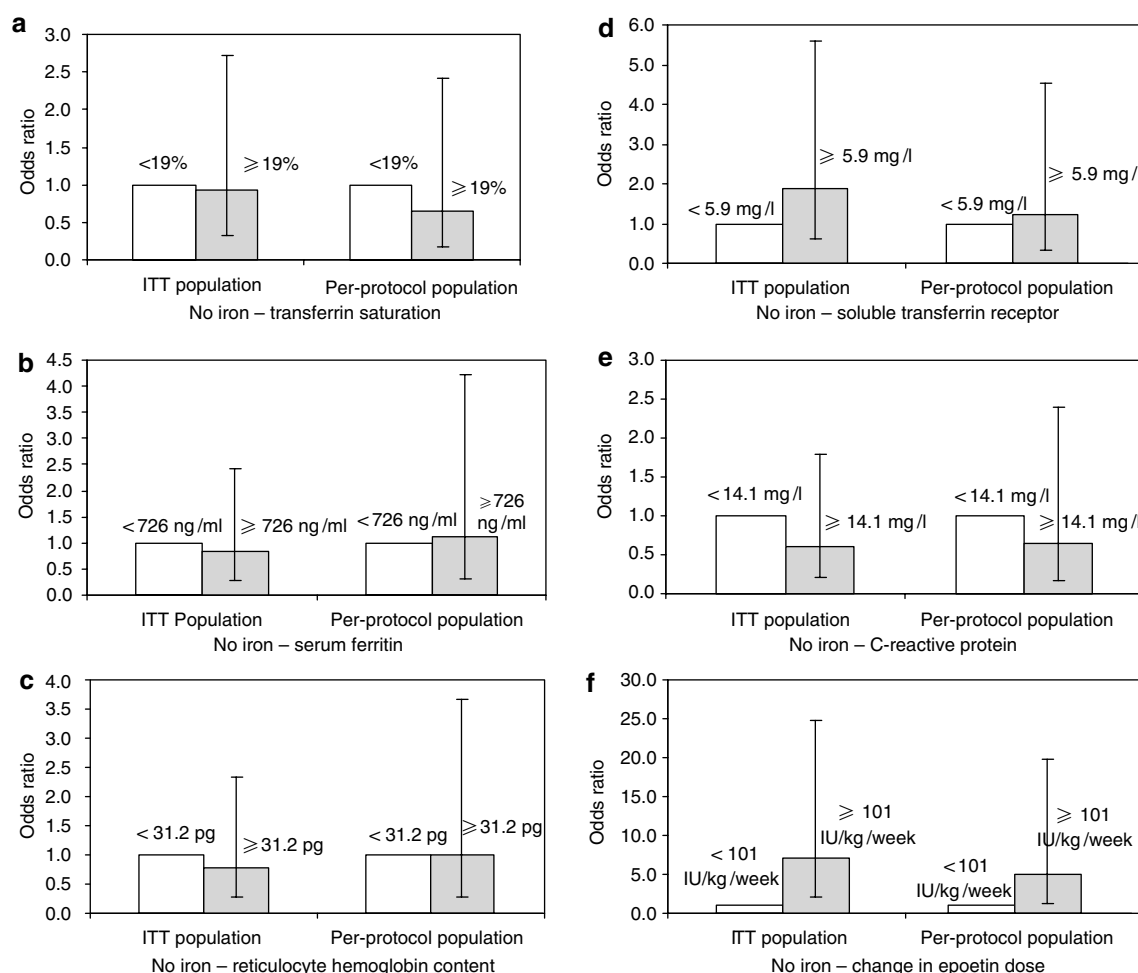 a
3.0
2.5
2.0
1.5
1.0
0.5
0.0
Odds ratio
<19%
≥19%
<19%
≥19%
ITT population
Per-protocol population
No iron – transferrin saturation
b
4.5
4.0
3.5
3.0
2.5
2.0
1.5
1.0
0.5
0.0
Odds ratio
<726 ng/ml
≥ 726 ng/ml
<726 ng/ml
≥726
ng/ml
ITT Population
Per-protocol population
No iron – serum ferritin
c
4.0
3.5
3.0
2.5
2.0
1.5
1.0
0.5
0.0
Odds ratio
< 31.2 pg
≥31.2 pg
< 31.2 pg
≥31.2 pg
ITT population
Per-protocol population
No iron – reticulocyte hemoglobin content
d
6.0
5.0
4.0
3.0
2.0
1.0
0.0
Odds ratio
< 5.9 mg/l
≥ 5.9 mg/l
< 5.9 mg/l
≥ 5.9 mg/l
ITT population
Per-protocol population
No iron – soluble transferrin receptor
e
3.0
2.5
2.0
1.5
1.0
0.5
0.0
Odds ratio
< 14.1 mg/l
≥ 14.1 mg/l
< 14.1 mg/l
≥ 14.1 mg/l
ITT population
Per-protocol population
No iron – C-reactive protein
f
30.0
25.0
20.0
15.0
10.0
5.0
0.0
Odds ratio
< 101
IU/kg/week
≥ 101
IU/kg/week
< 101
IU/kg/week
≥ 101
IU/kg/week
ITT population
Per-protocol population
No iron – change in epoetin dose